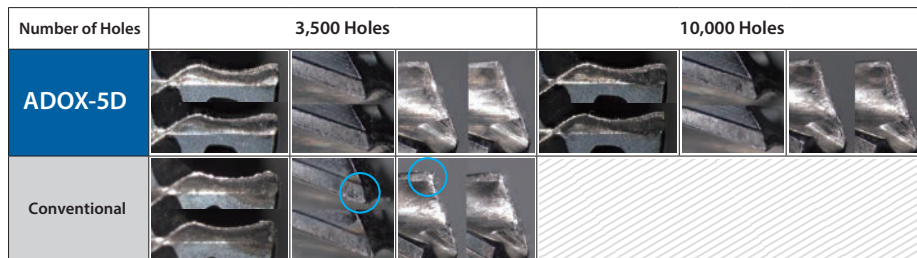 Number of Holes
3,500 Holes
10,000 Holes
ADOX-5D
Conventional